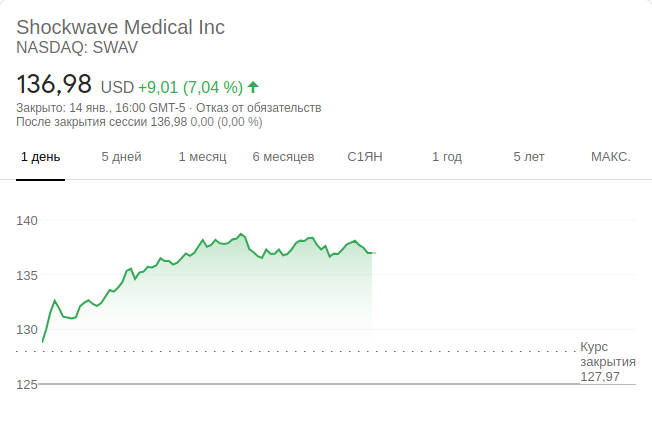 Shockwave Medical Inc
NASDAQ: SWAV
136,98 USD +9,01 (7,04 %)
Закрыто: 14 янв., 16:00 GMT-5 · Отказ от обязательств
После закрытия сессии 136,98 0,00 (0,00 %)
1 день 5 дней 1 месяц 6 месяцев С1ЯН 1 год 5 лет МАКС.
140
135
130
Курс
закрытия
127,97
125